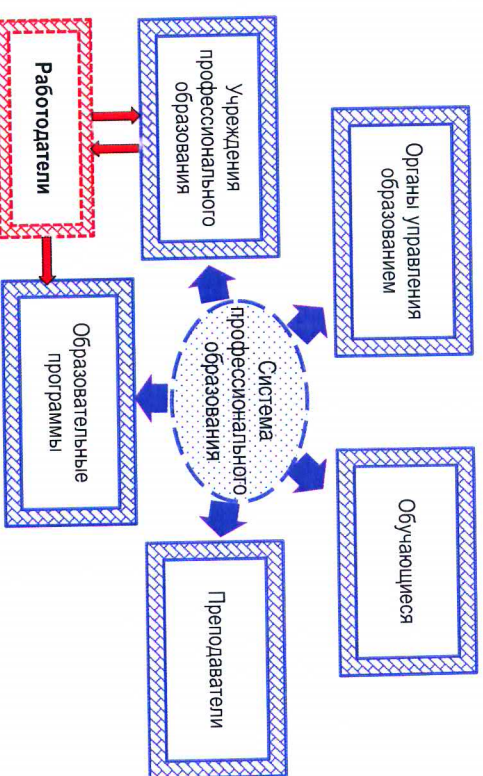 Органы управления
образованием
Обучающиеся
Учреждения
профессионального
образования
Система
профессионального
образования
Преподаватели
Работодатели
Образовательные
программы